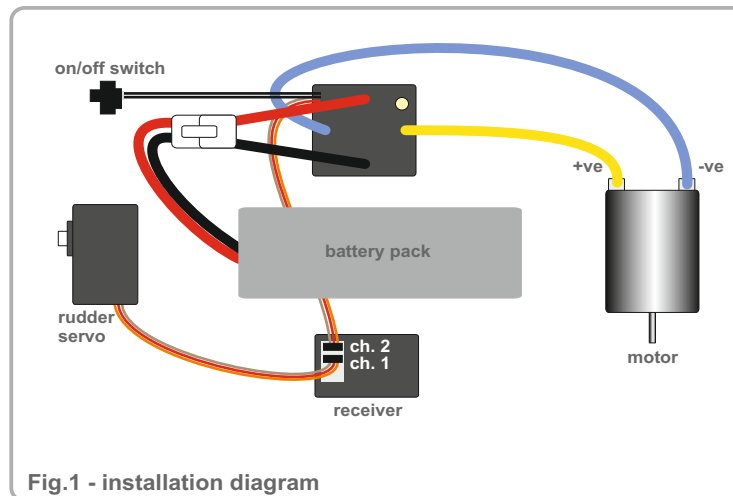 on/off switch
+ve
-ve
battery pack
rudder
servo
ch. 2
ch. 1
motor
receiver
Fig.1 - installation diagram